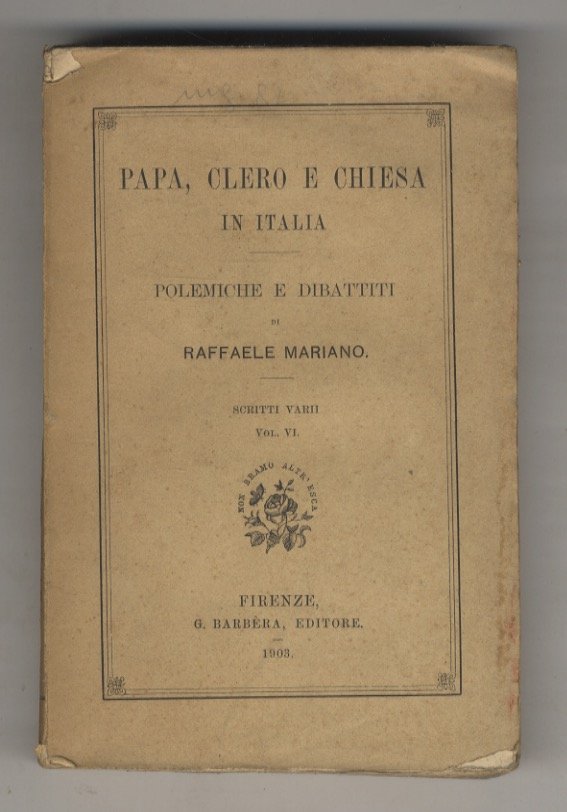 PAPA, CLERO E CHIESA
IN ITALIA
POLEMICHE E DIBATTITI
DI
RAFFAELE MARIANO.
SCRITTI VARII
VOL. VI.
NON BRAMO ALTR' ESCA
FIRENZE,
G. BARBÈRA, EDITORE.
1903.